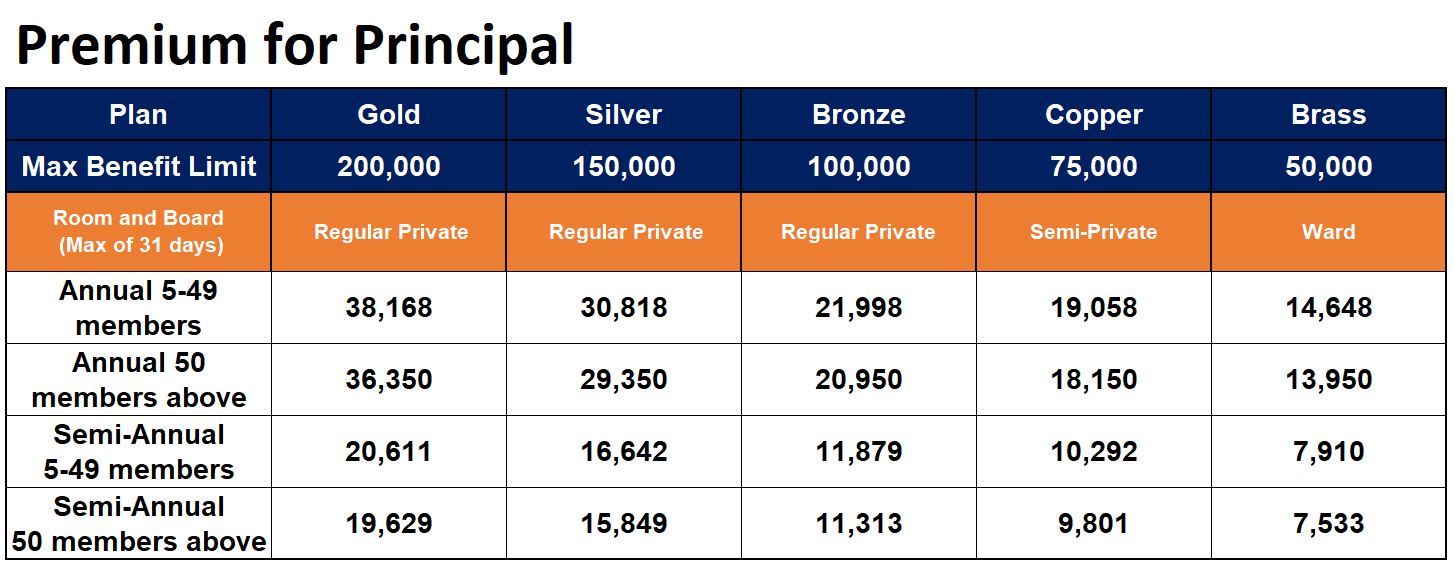 Premium for Principal
Plan Gold Silver Bronze Copper Brass
Max Benefit Limit 200,000 150,000 100,000 75,000 50,000
Room and Board
(Max of 31 days) Regular Private Regular Private Regular Private Semi-Private Ward
Annual 5-49
members 38,168 30,818 21,998 19,058 14,648
Annual 50
members above 36,350 29,350 20,950 18,150 13,950
Semi-Annual
5-49 members 20,611 16,642 11,879 10,292 7,910
Semi-Annual
50 members above 19,629 15,849 11,313 9,801 7,533